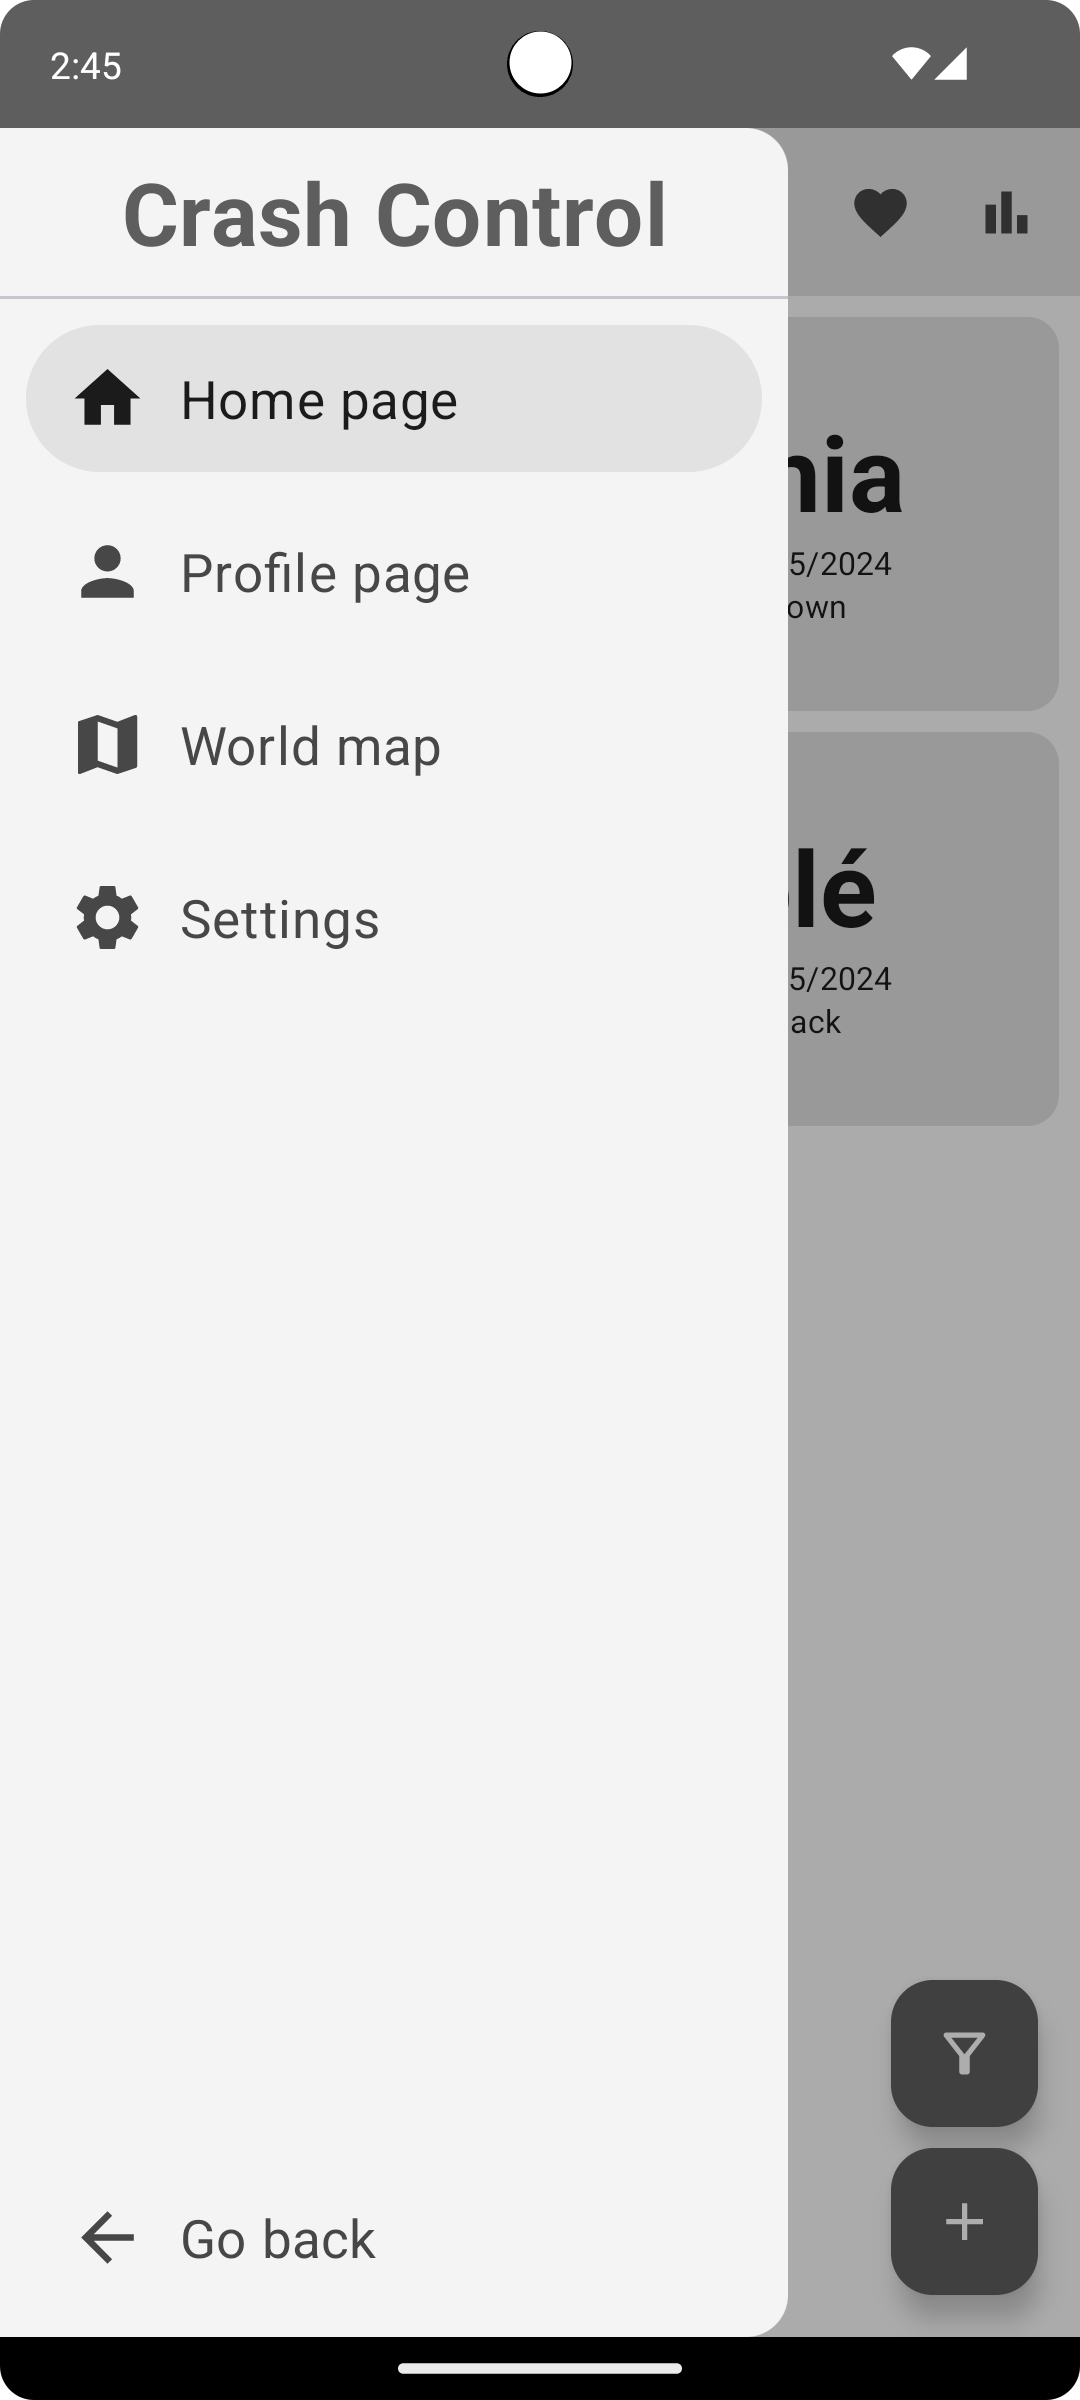 2:45
Crash Control
Home page
Profile page
World map
Settings
nia
5/2024
own
lé
5/2024
ack
Go back